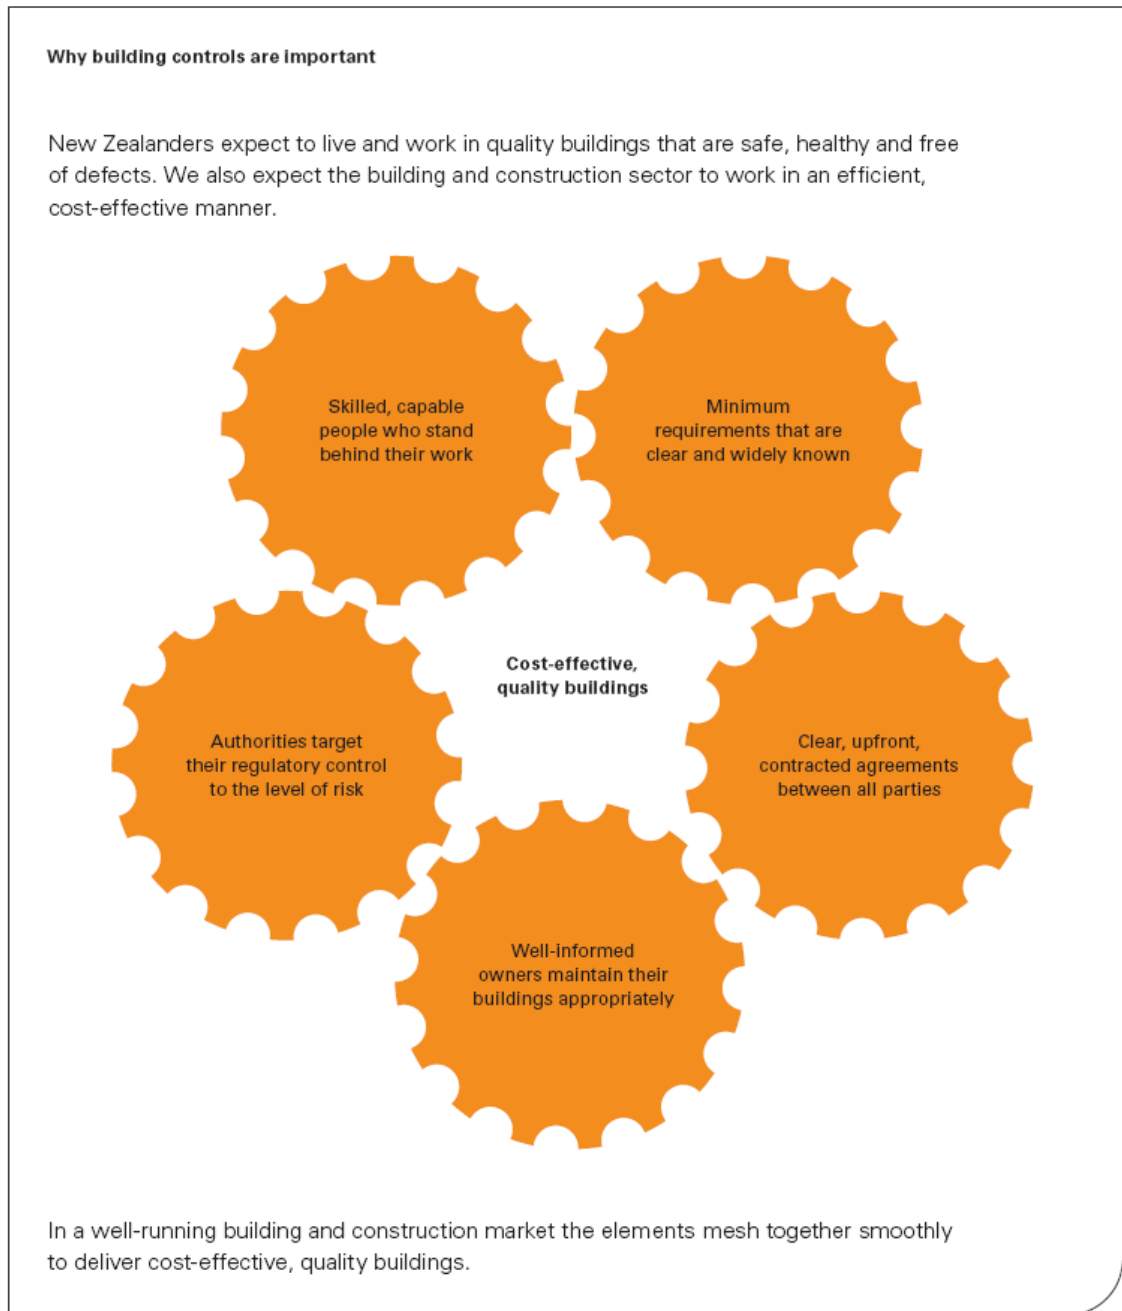 Why building controls are important
New Zealanders expect to live and work in quality buildings that are safe, healthy and free
of defects. We also expect the building and construction sector to work in an efficient,
cost-effective manner.
Skilled, capable
people who stand
behind their work
Minimum
requirements that are
clear and widely known
Cost-effective,
quality buildings
Authorities target
their regulatory control
to the level of risk
Clear, upfront,
contracted agreements
between all parties
Well-informed
owners maintain their
buildings appropriately
In a well-running building and construction market the elements mesh together smoothly
to deliver cost-effective, quality buildings.